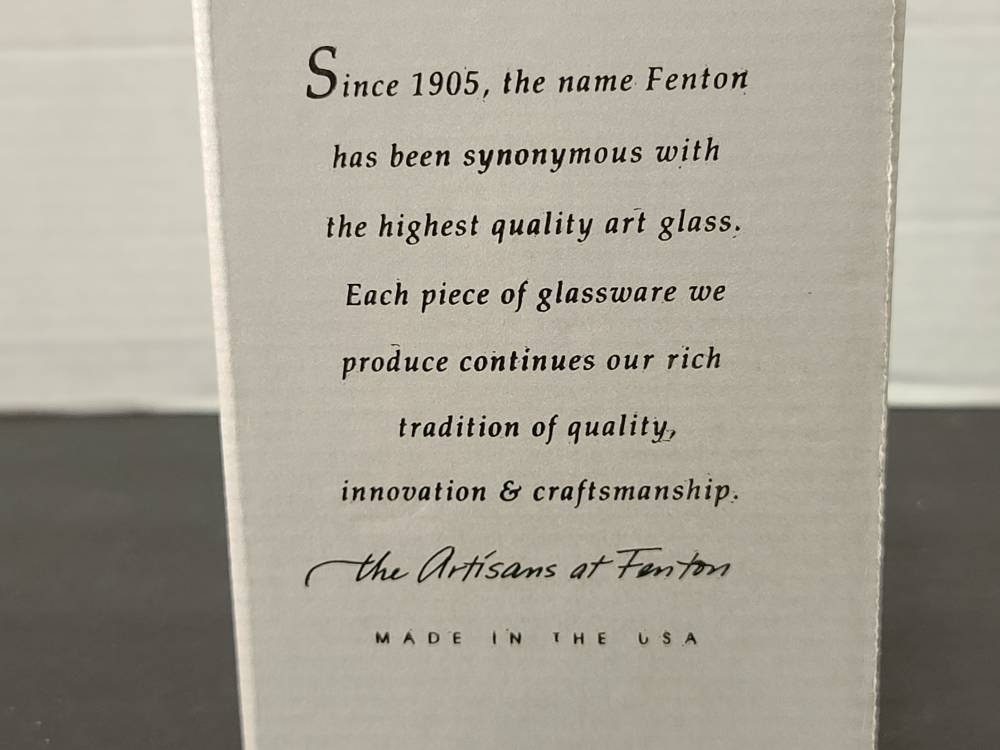 Since 1905, the name Fenton
has been synonymous with
the highest quality art glass.
Each piece of glassware we
produce continues our rich
tradition of quality,
innovation & craftsmanship.
the Artisans at Fenton
MADE IN THE USA